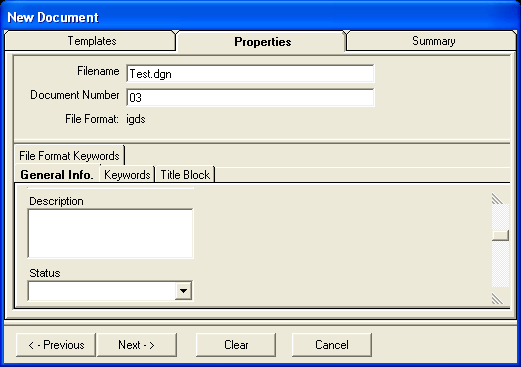 New Document
Templates Properties Summary
Filename Test.dgn
Document Number 03
File Format: igds
File Format Keywords
General Info. Keywords Title Block
Description
Status
< - Previous Next - > Clear Cancel